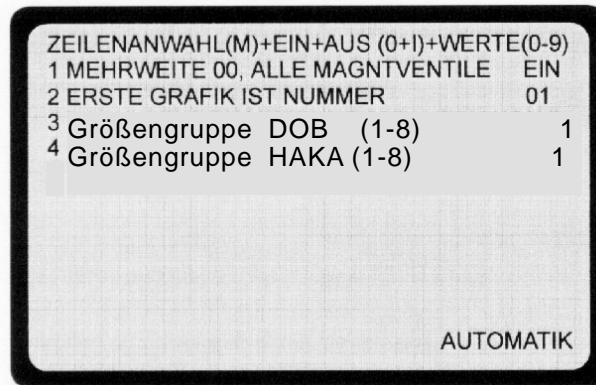 ZEILENANWAHL(M)+EIN+AUS (0+I)+WERTE(0-9)
1 MEHRWEITE 00, ALLE MAGNTVENTILE EIN
2 ERSTE GRAFIK IST NUMMER 01
3 Größengruppe DOB (1-8) 1
4 Größengruppe HAKA (1-8) 1
AUTOMATIK